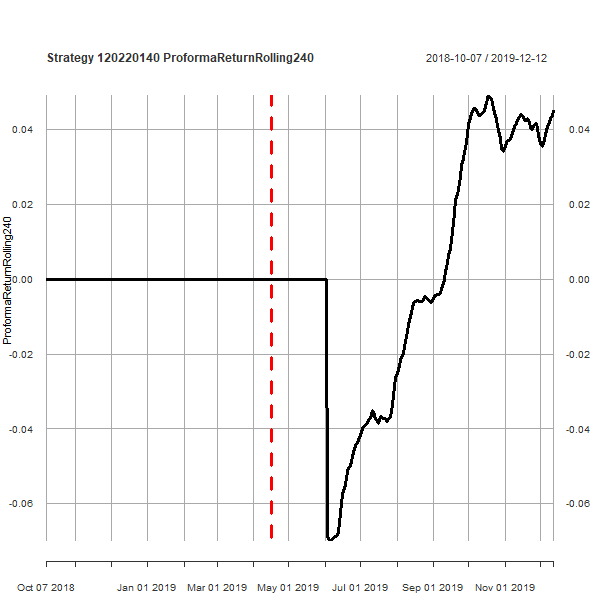 Strategy 120220140 ProformaReturnRolling240
2018-10-07 / 2019-12-12
ProformaReturnRolling240
0.04
0.02
0.00
-0.02
-0.04
-0.06
0.04
0.02
0.00
-0.02
-0.04
-0.06
Oct 07 2018
Jan 01 2019
Mar 01 2019
May 01 2019
Jul 01 2019
Sep 01 2019
Nov 01 2019